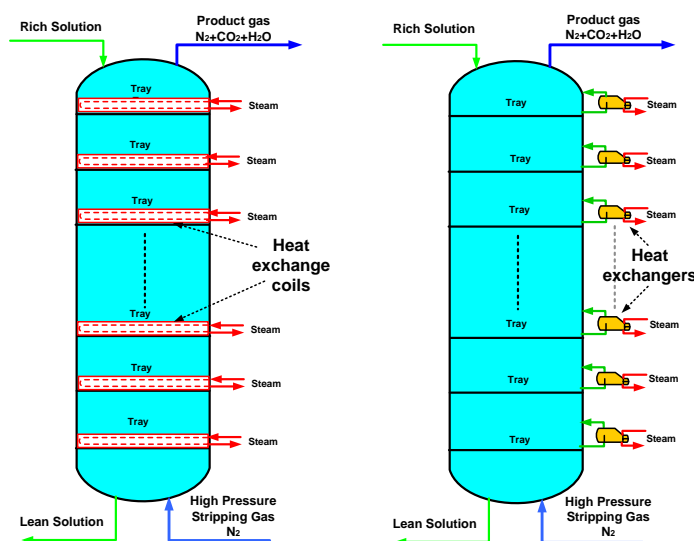 Rich Solution
Product gas
N2+CO2+H2O
Tray
Steam
Tray
Steam
Tray
Steam
Heat
exchange
coils
Tray
Steam
Tray
Steam
Tray
Steam
Lean Solution
High Pressure
Stripping Gas
N2
Rich Solution
Product gas
N2+CO2+H2O
Tray
Steam
Tray
Steam
Tray
Steam
Heat
exchangers
Tray
Steam
Tray
Steam
Tray
Steam
Lean Solution
High Pressure
Stripping Gas
N2